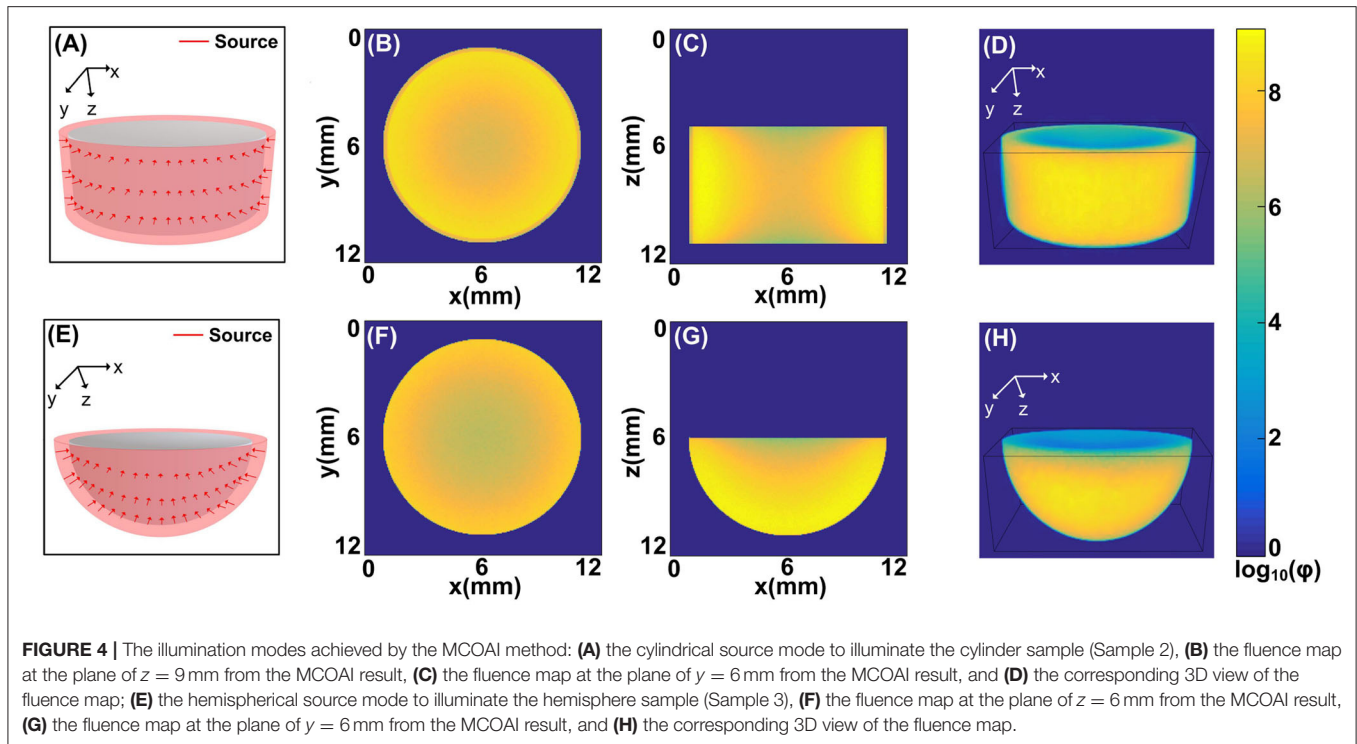 (A)
Source
x
y
z
(B)
0
6
12
y(mm)
0
6
12
x(mm)
(C)
0
6
12
z(mm)
0
6
12
x(mm)
(D)
x
y
z
8
6
4
2
0
log₁₀(φ)
(E)
Source
x
y
z
(F)
0
6
12
y(mm)
0
6
12
x(mm)
(G)
0
6
12
z(mm)
0
6
12
x(mm)
(H)
x
y
z
FIGURE 4 | The illumination modes achieved by the MCOAI method: (A) the cylindrical source mode to illuminate the cylinder sample (Sample 2), (B) the fluence map
at the plane of z = 9 mm from the MCOAI result, (C) the fluence map at the plane of y = 6 mm from the MCOAI result, and (D) the corresponding 3D view of the
fluence map; (E) the hemispherical source mode to illuminate the hemisphere sample (Sample 3), (F) the fluence map at the plane of z = 6 mm from the MCOAI result,
(G) the fluence map at the plane of y = 6 mm from the MCOAI result, and (H) the corresponding 3D view of the fluence map.